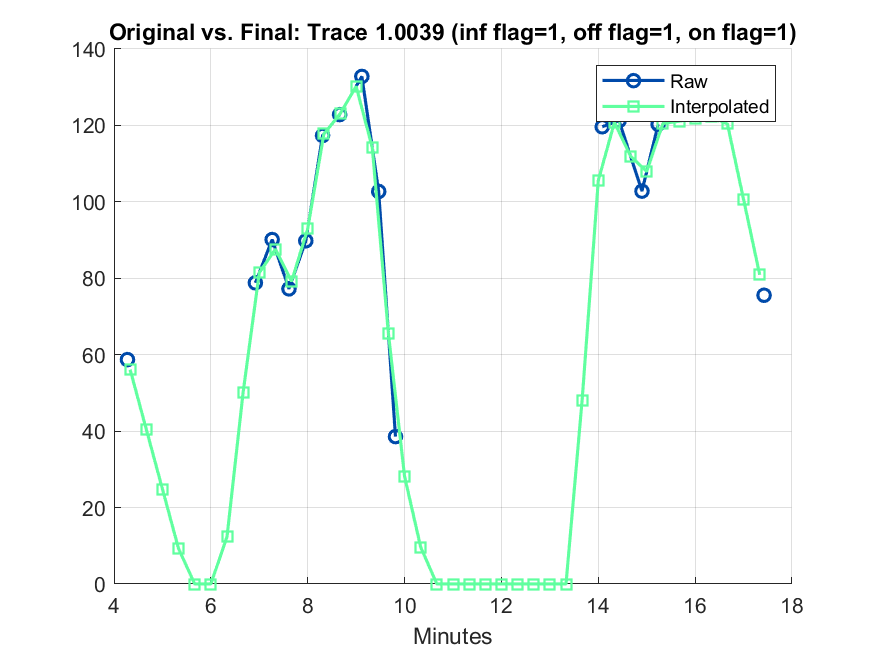 Original vs. Final: Trace 1.0039 (inf flag=1, off flag=1, on flag=1)
140
120
100
80
60
40
20
0
Raw
Interpolated
4 6 8 10 12 14 16 18
Minutes